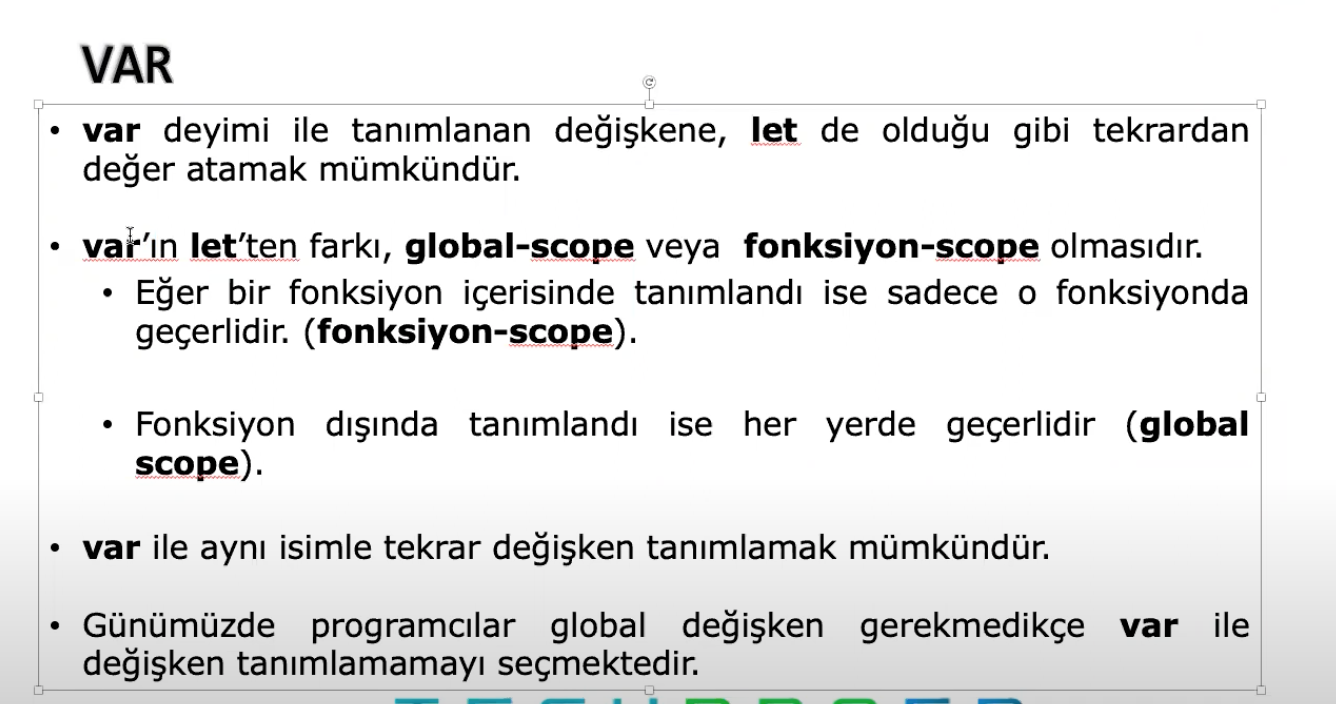 VAR
• var deyimi ile tanımlanan değişkene, let de olduğu gibi tekrardan
değer atamak mümkündür.
• var’ın let’ten farkı, global-scope veya fonksiyon-scope olmasıdır.
• Eğer bir fonksiyon içerisinde tanımlandı ise sadece o fonksiyonda
geçerlidir. (fonksiyon-scope).
• Fonksiyon dışında tanımlandı ise her yerde geçerlidir (global
scope).
• var ile aynı isimle tekrar değişken tanımlamak mümkündür.
• Günümüzde programcılar global değişken gerekmedikçe var ile
değişken tanımlamamayı seçmektedir.